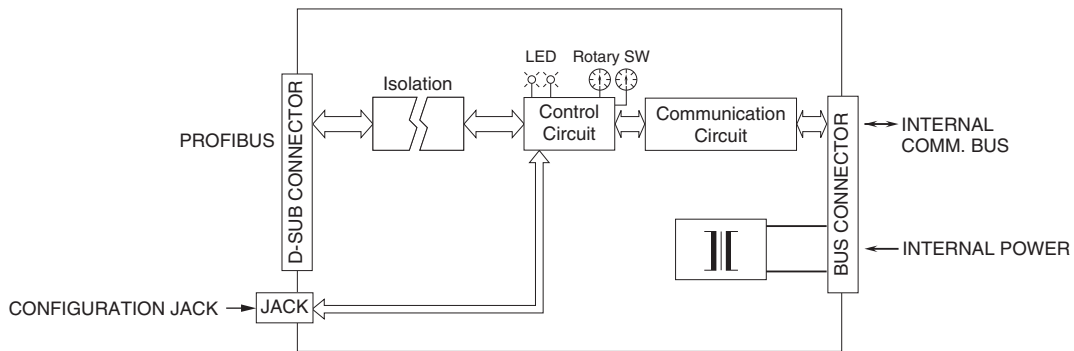 LED
Rotary SW
Isolation
Control
Circuit
Communication
Circuit
PROFIBUS
D-SUB CONNECTOR
BUS CONNECTOR
INTERNAL
COMM. BUS
INTERNAL POWER
CONFIGURATION JACK
JACK